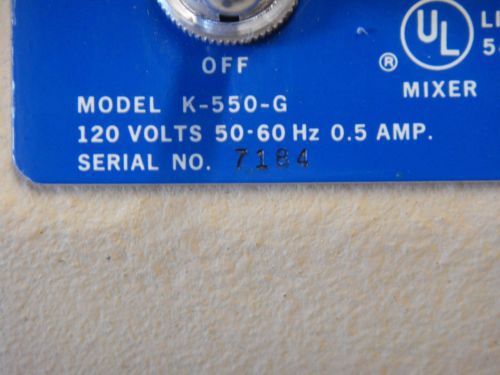 OFF
UL
®
MIXER
MODEL K-550-G
120 VOLTS 50-60 Hz 0.5 AMP.
SERIAL NO. 7184